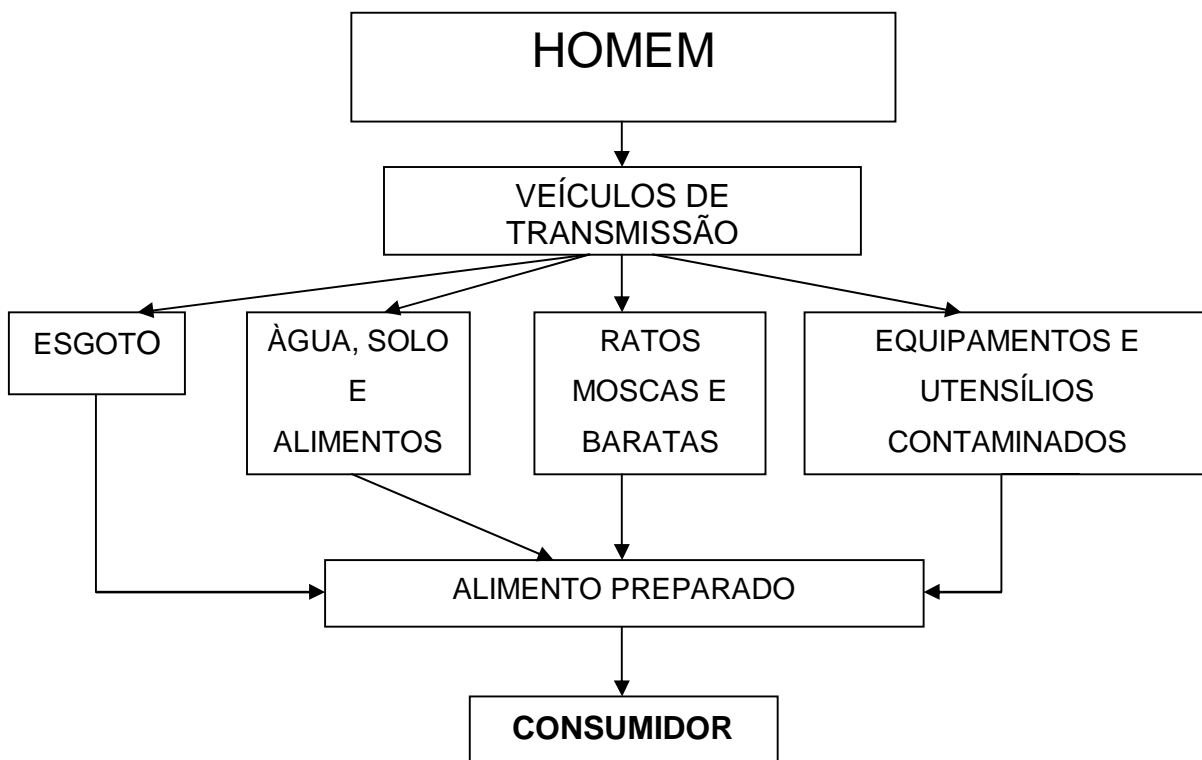 HOMEM
VEÍCULOS DE
TRANSMISSÃO
ESGOTO
ÀGUA, SOLO
E
ALIMENTOS
RATOS
MOSCAS E
BARATAS
EQUIPAMENTOS E
UTENSÍLIOS
CONTAMINADOS
ALIMENTO PREPARADO
CONSUMIDOR